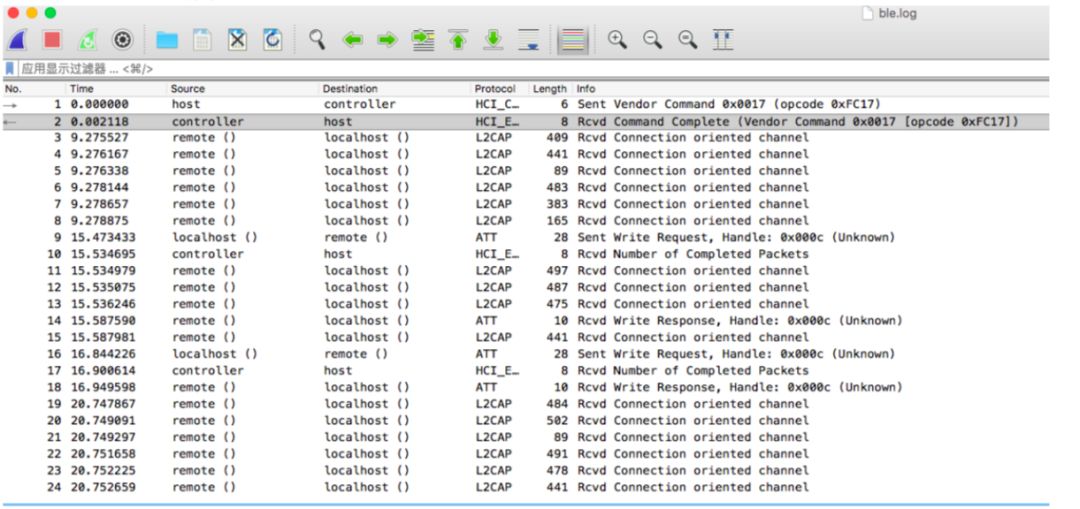 ble.log
应用显示过滤器 … <⌘/>
No. Time Source Destination Protocol Length Info
1 0.000000 host controller HCI_C… 6 Sent Vendor Command 0x0017 (opcode 0xFC17)
2 0.002118 controller host HCI_E… 8 Rcvd Command Complete (Vendor Command 0x0017 [opcode 0xFC17])
3 9.275527 remote () localhost () L2CAP 409 Rcvd Connection oriented channel
4 9.276167 remote () localhost () L2CAP 441 Rcvd Connection oriented channel
5 9.276338 remote () localhost () L2CAP 89 Rcvd Connection oriented channel
6 9.278144 remote () localhost () L2CAP 483 Rcvd Connection oriented channel
7 9.278657 remote () localhost () L2CAP 383 Rcvd Connection oriented channel
8 9.278875 remote () localhost () L2CAP 165 Rcvd Connection oriented channel
9 15.473433 localhost () remote () ATT 28 Sent Write Request, Handle: 0x000c (Unknown)
10 15.534695 controller host HCI_E… 8 Rcvd Number of Completed Packets
11 15.534979 remote () localhost () L2CAP 497 Rcvd Connection oriented channel
12 15.535075 remote () localhost () L2CAP 487 Rcvd Connection oriented channel
13 15.536246 remote () localhost () L2CAP 475 Rcvd Connection oriented channel
14 15.587590 remote () localhost () ATT 10 Rcvd Write Response, Handle: 0x000c (Unknown)
15 15.587981 remote () localhost () L2CAP 441 Rcvd Connection oriented channel
16 16.844226 localhost () remote () ATT 28 Sent Write Request, Handle: 0x000c (Unknown)
17 16.900614 controller host HCI_E… 8 Rcvd Number of Completed Packets
18 16.949598 remote () localhost () ATT 10 Rcvd Write Response, Handle: 0x000c (Unknown)
19 20.747867 remote () localhost () L2CAP 484 Rcvd Connection oriented channel
20 20.749091 remote () localhost () L2CAP 502 Rcvd Connection oriented channel
21 20.749297 remote () localhost () L2CAP 89 Rcvd Connection oriented channel
22 20.751658 remote () localhost () L2CAP 491 Rcvd Connection oriented channel
23 20.752225 remote () localhost () L2CAP 478 Rcvd Connection oriented channel
24 20.752659 remote () localhost () L2CAP 441 Rcvd Connection oriented channel